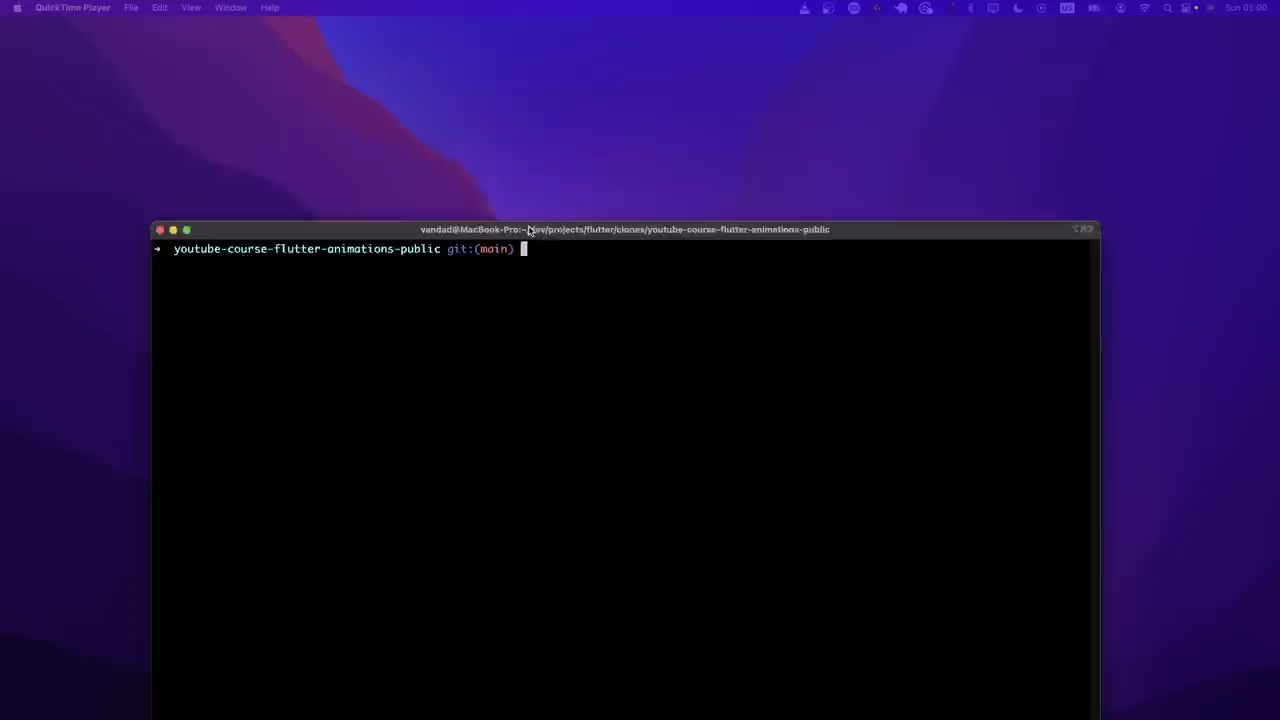 QuickTime Player File Edit View Window Help US Sun 05:00
vandad@MacBook-Pro:~/dev/projects/flutter/clones/youtube-course-flutter-animations-public
➜ youtube-course-flutter-animations-public git:(main)